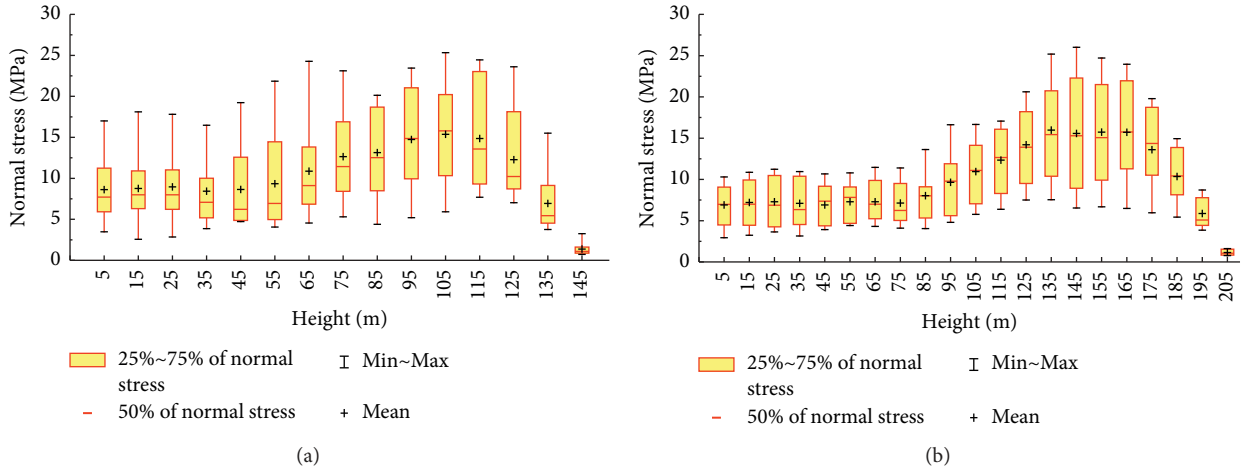 30
25
20
15
10
5
0
Normal stress (MPa)
5 15 25 35 45 55 65 75 85 95 105 115 125 135 145
Height (m)
25%~75% of normal
stress
50% of normal stress
Min~Max
Mean
(a)
30
25
20
15
10
5
0
Normal stress (MPa)
5 15 25 35 45 55 65 75 85 95 105 115 125 135 145 155 165 175 185 195 205
Height (m)
25%~75% of normal
stress
50% of normal stress
Min~Max
Mean
(b)